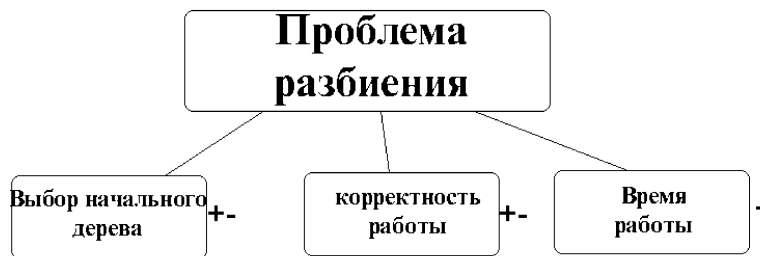 Проблема
разбиения
Выбор начального
дерева
+-
корректность
работы
+-
Время
работы